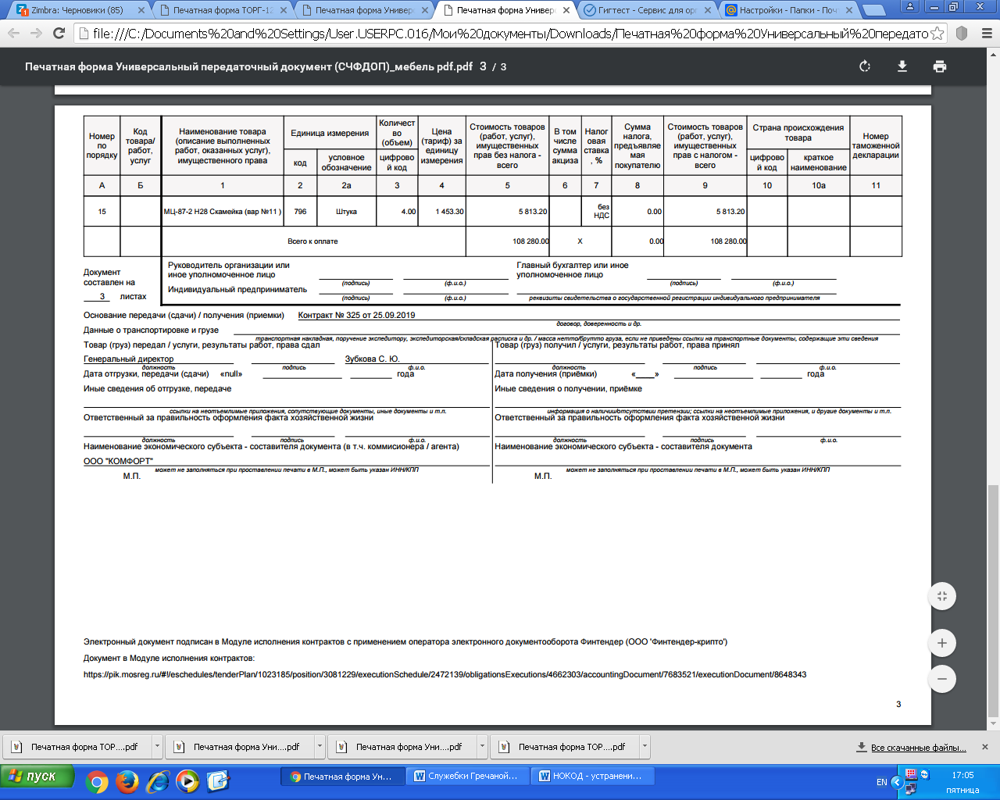 Zimbra: Черновики (85)
Печатная форма ТОРГ-12
Печатная форма Универ
Печатная форма Универ
Гигтест - Сервис для орг
Настройки - Папки - Поч
file:///C:/Documents%20and%20Settings/User.USERPC.016/Мои%20документы/Downloads/Печатная%20форма%20Универсальный%20передато
Печатная форма Универсальный передаточный документ (СЧФДОП)_мебель pdf.pdf 3 / 3
Номер по порядку
Код товара/ работ, услуг
Наименование товара (описание выполненных работ, оказанных услуг), имущественного права
Единица измерения
код
условное обозначение
Количест во (объем)
цифрово й код
Цена (тариф) за единицу измерения
Стоимость товаров (работ, услуг), имущественных прав без налога - всего
В том числе сумма акциза
Налог овая ставка , %
Сумма налога, предъявляе мая покупателю
Стоимость товаров (работ, услуг), имущественных прав с налогом - всего
Страна происхождения товара
цифрово й код
краткое наименование
Номер таможенной декларации
А Б 1 2 2а 3 4 5 6 7 8 9 10 10а 11
15 МЦ-87-2 Н28 Скамейка (вар №11 ) 796 Штука 4.00 1 453.30 5 813.20 без НДС 0.00 5 813.20
Всего к оплате 108 280.00 X 0.00 108 280.00
Документ составлен на
3 листах
Руководитель организации или иное уполномоченное лицо
(подпись) (ф.и.о.)
Главный бухгалтер или иное уполномоченное лицо
(подпись) (ф.и.о.)
Индивидуальный предприниматель
(подпись) (ф.и.о.)
реквизиты свидетельства о государственной регистрации индивидуального предпринимателя
Основание передачи (сдачи) / получения (приемки) Контракт № 325 от 25.09.2019
договор, доверенность и др.
Данные о транспортировке и грузе
транспортная накладная, поручение экспедитору, экспедиторская/складская расписка и др. / масса нетто/брутто груза, если не приведены ссылки на транспортные документы, содержащие эти сведения
Товар (груз) передал / услуги, результаты работ, права сдал
Генеральный директор Зубкова С. Ю.
должность подпись ф.и.о.
Дата отгрузки, передачи (сдачи) «null» года
Иные сведения об отгрузке, передаче
ссылки на неотъемлимые приложения, сопутствующие документы, иные документы и т.п.
Ответственный за правильность оформления факта хозяйственной жизни
должность подпись ф.и.о.
Наименование экономического субъекта - составителя документа (в т.ч. коммисионера / агента)
ООО "КОМФОРТ"
может не заполняться при проставлении печати в М.П., может быть указан ИНН/КПП
М.П.
Товар (груз) получил / услуги, результаты работ, права принял
должность подпись ф.и.о.
Дата получения (приёмки) «____» года
Иные сведения о получении, приёмке
информация о наличии/отсутствии претензии; ссылки на неотъемлимые приложения, и другие документы и т.п.
Ответственный за правильность оформления факта хозяйственной жизни
должность подпись ф.и.о.
Наименование экономического субъекта - составителя документа
может не заполняться при проставлении печати в М.П., может быть указан ИНН/КПП
М.П.
Электронный документ подписан в Модуле исполнения контрактов с применением оператора электронного документооборота Финтендер (ООО 'Финтендер-крипто')
Документ в Модуле исполнения контрактов:
https://pik.mosreg.ru/#!/eschedules/tenderPlan/1023185/position/3081229/executionSchedule/2472139/obligationsExecutions/4662303/accountingDocument/7683521/executionDocument/8648343
3
Печатная форма ТОР....pdf
Печатная форма Уни....pdf
Печатная форма Уни....pdf
Печатная форма ТОР....pdf
Все скачанные файлы...
пуск
Печатная форма Ун...
Служебки Гречаной...
НОКОД - устранени...
EN
17:05
пятница